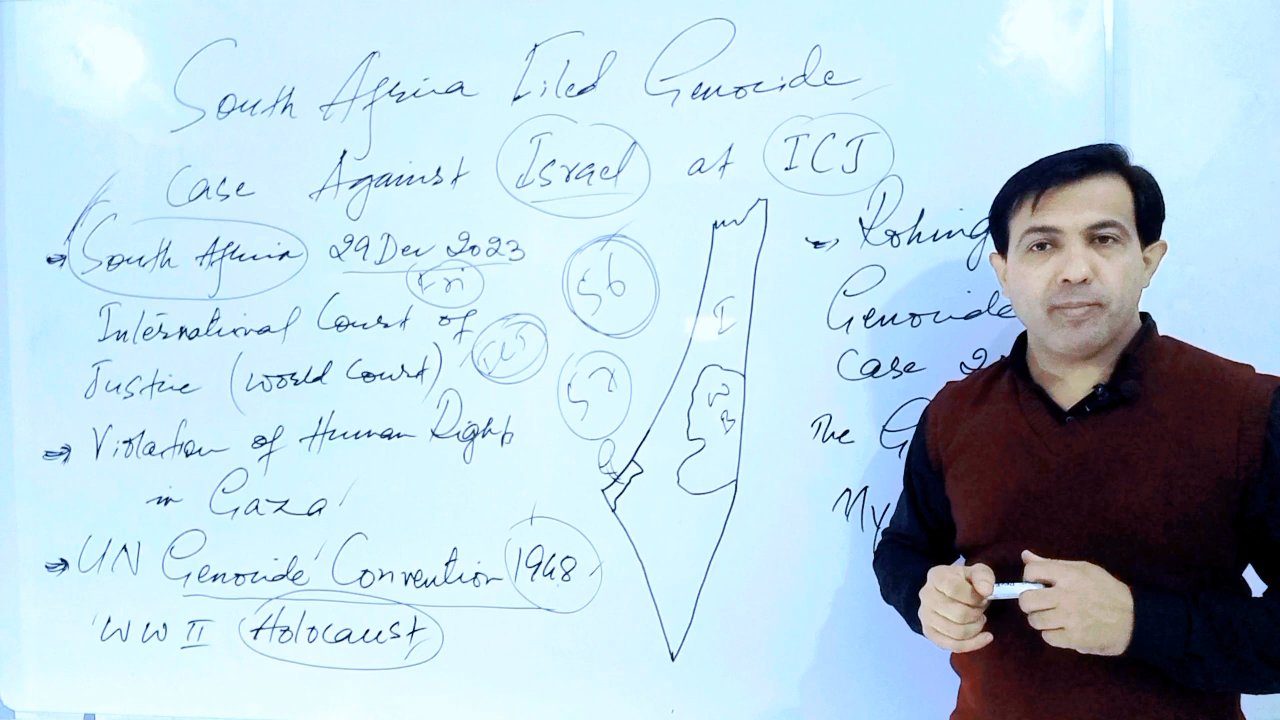 South Africa Filed Genocide
Case Against Israel at ICJ
South Africa 29 Dec 2023
Fri
International Court of
Justice (World Court)
Violation of Human Rights
in Gaza
UN Genocide Convention 1948
WW II Holocaust
56
57
I
W
B
G
Rohing
Genocide
Case 2
The G
My